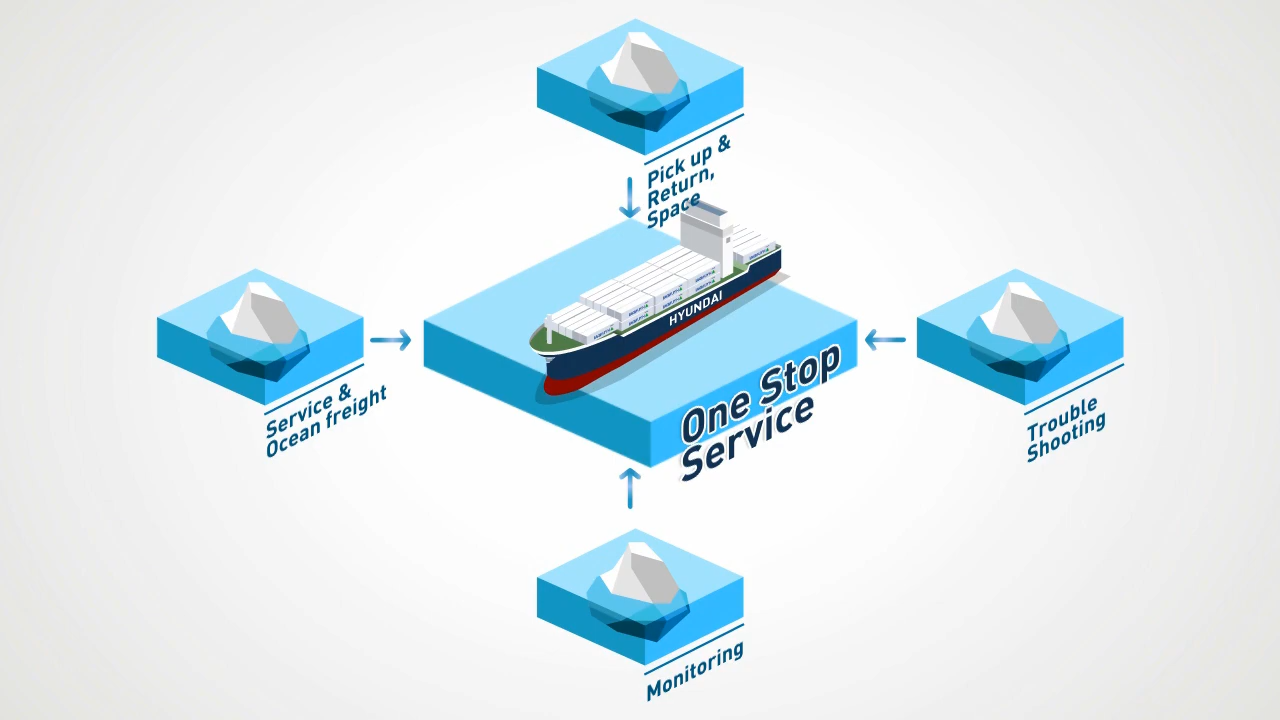 Pick up &
Return,
Space
HYUNDAI
One Stop
Service
Service &
Ocean freight
Trouble
Shooting
Monitoring